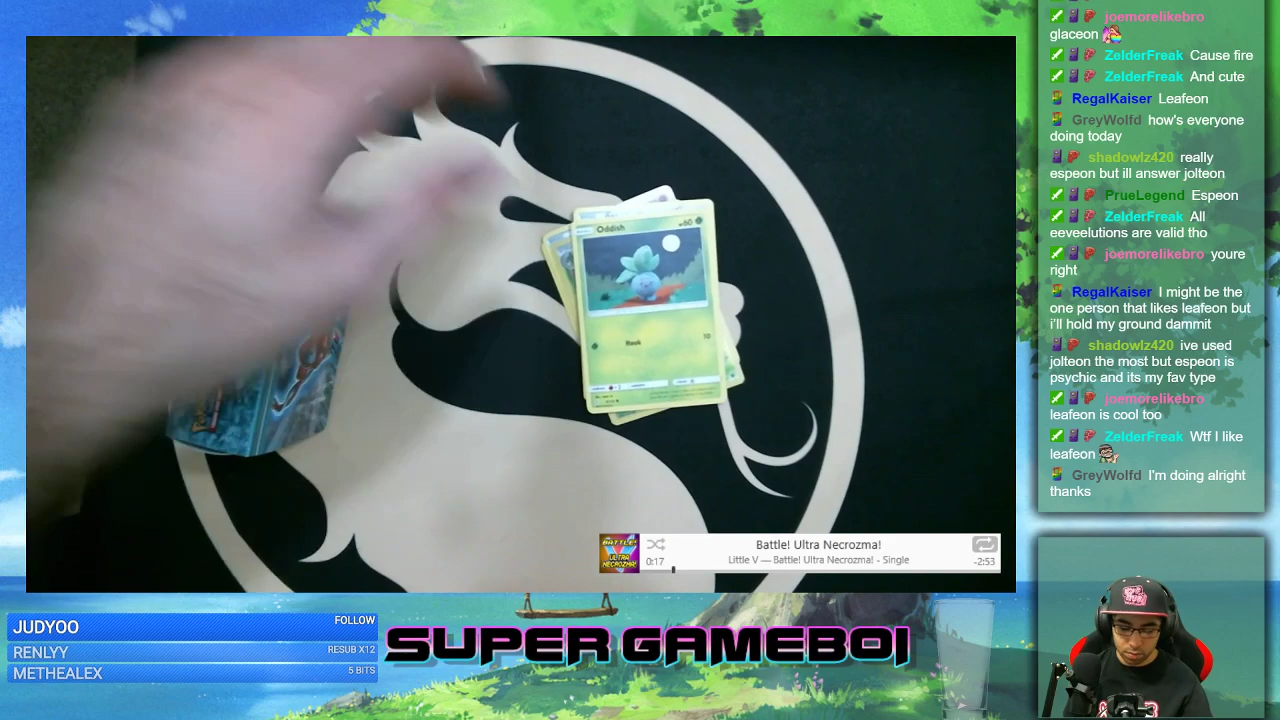 joemorelikebro
glaceon
ZelderFreak Cause fire
ZelderFreak And cute
RegalKaiser Leafeon
GreyWolfd how's everyone
doing today
shadowlz420 really
espeon but ill answer jolteon
PrueLegend Espeon
ZelderFreak All
eeveelutions are valid tho
joemorelikebro youre
right
RegalKaiser I might be the
one person that likes leafeon but
i'll hold my ground dammit
shadowlz420 ive used
jolteon the most but espeon is
psychic and its my fav type
joemorelikebro
leafeon is cool too
ZelderFreak Wtf I like
leafeon
GreyWolfd I'm doing alright
thanks
Oddish
60
10
BATTLE!
ULTRA
NECROZMA!
Battle! Ultra Necrozma!
0:17
Little V — Battle! Ultra Necrozma! - Single
-2:53
JUDYOO FOLLOW
RENLYY RESUB X12
METHEALEX 5 BITS
SUPER GAMEBOI